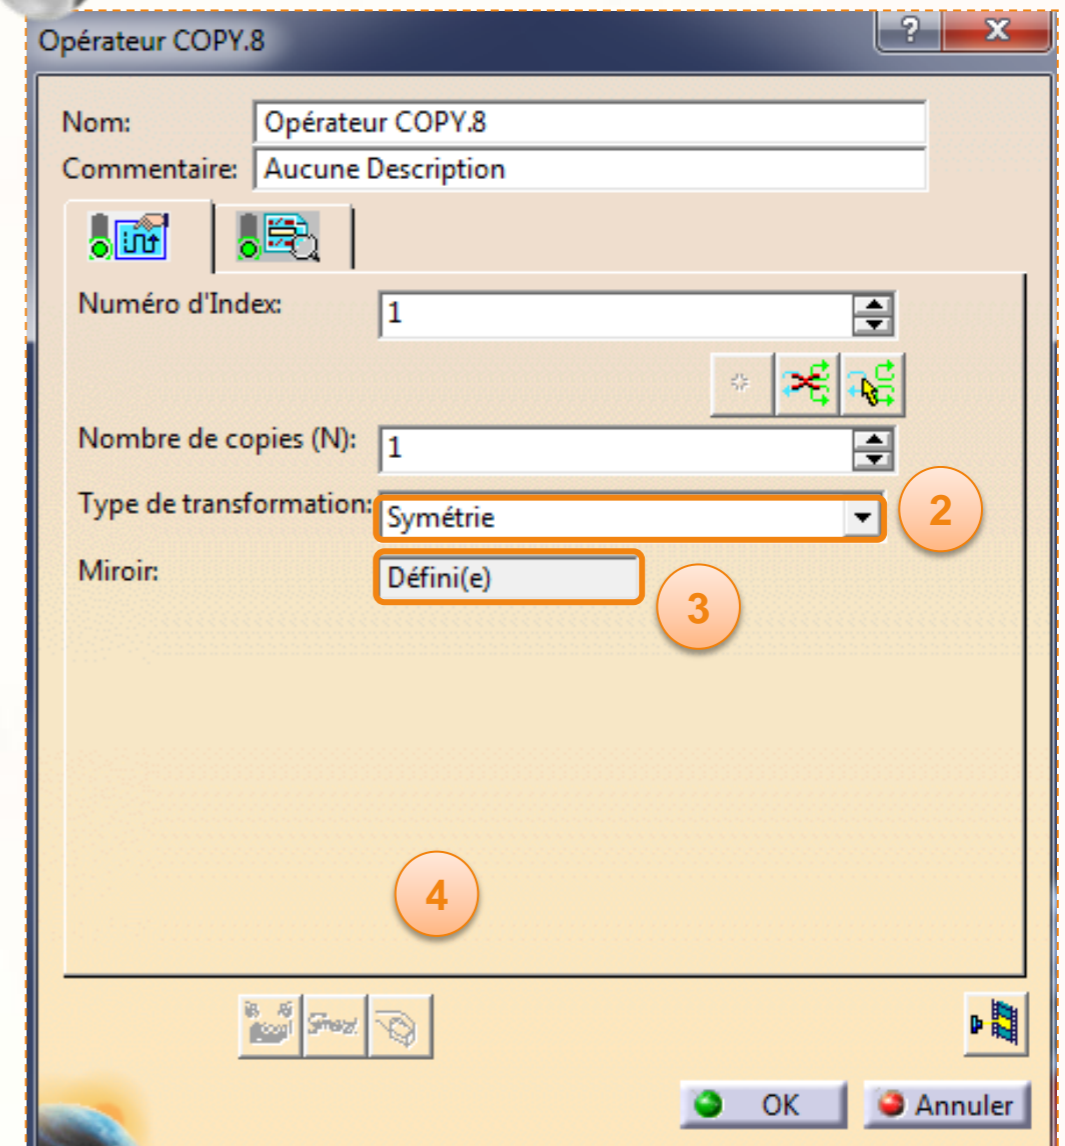 Opérateur COPY.8
?
Nom: Opérateur COPY.8
Commentaire: Aucune Description
Numéro d'Index: 1
Nombre de copies (N): 1
Type de transformation: Symétrie
2
Miroir: Défini(e)
3
4
OK Annuler